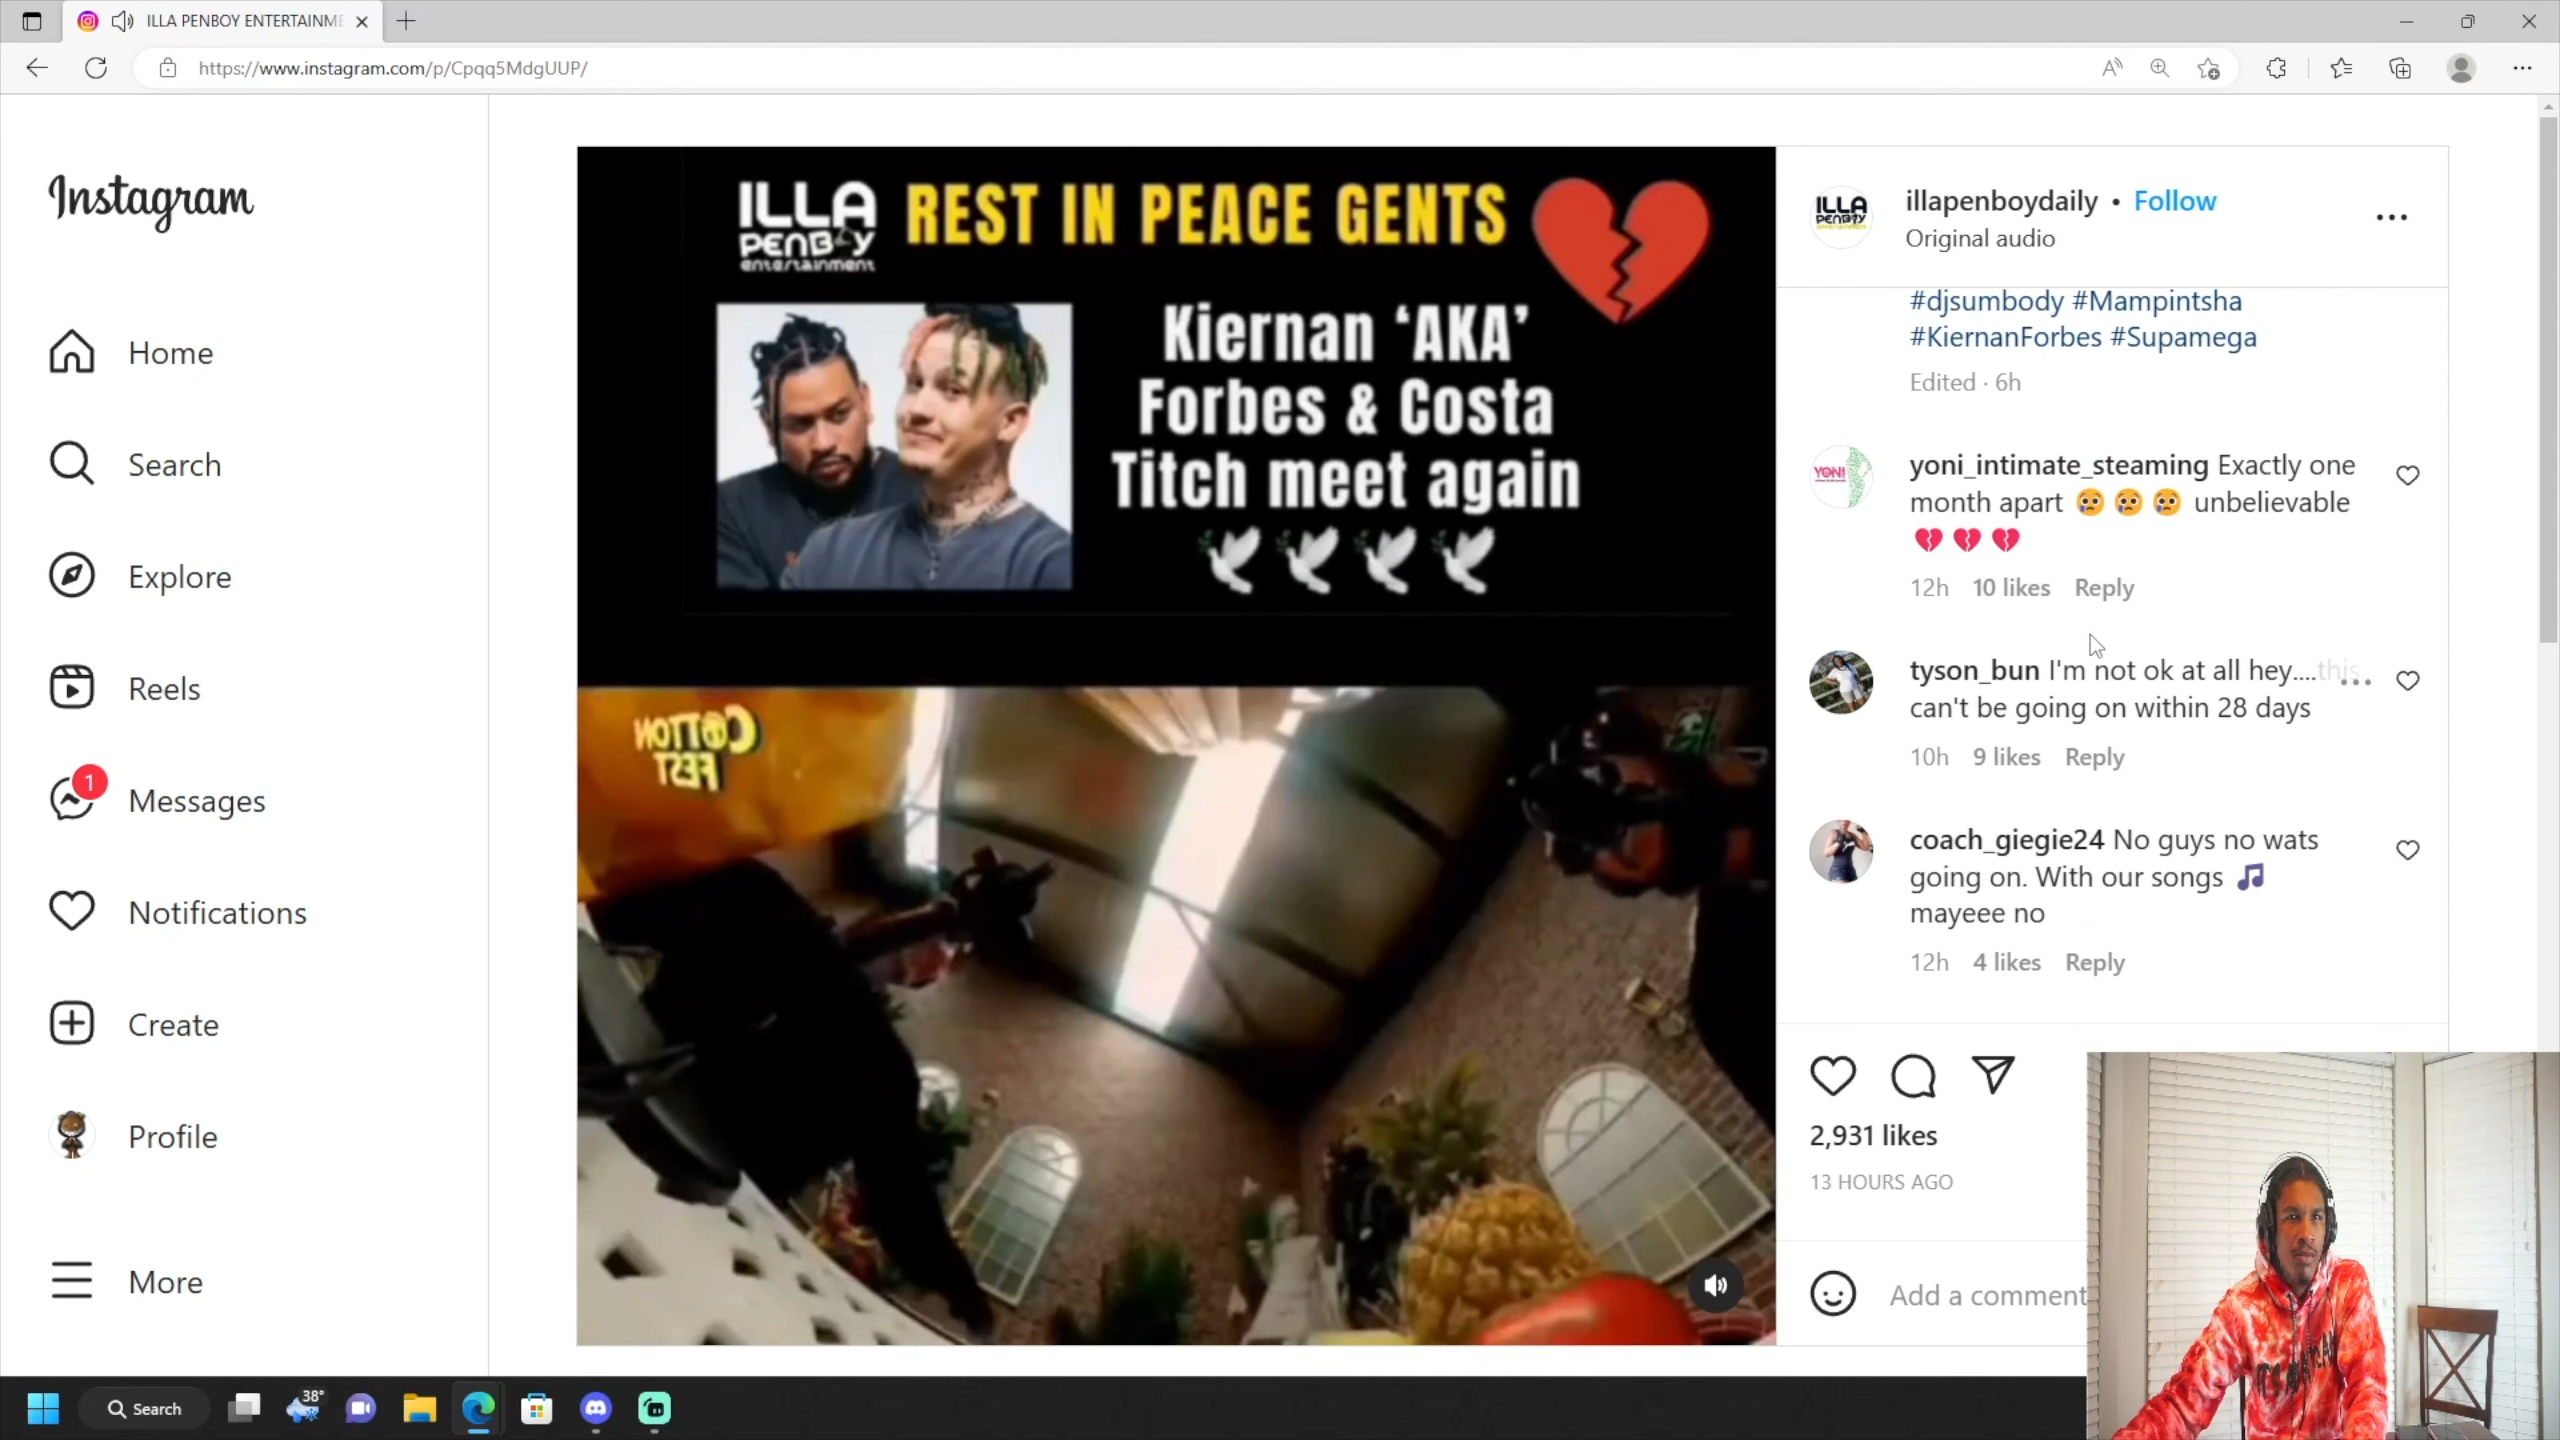 ILLA PENBOY ENTERTAINME
https://www.instagram.com/p/Cpqq5MdgUUP/
Instagram
Home
Search
Explore
Reels
1
Messages
Notifications
Create
Profile
More
ILLA
PENBOY
entertainment
REST IN PEACE GENTS
Kiernan ‘AKA’
Forbes & Costa
Titch meet again
COTTON
FEST
ILLA
PENBOY
illapenboydaily • Follow
Original audio
#djsumbody #Mampintsha
#KiernanForbes #Supamega
Edited · 6h
YONI
yoni_intimate_steaming Exactly one
month apart 😢 😢 😢 unbelievable
💔 💔 💔
12h 10 likes Reply
tyson_bun I'm not ok at all hey....this
can't be going on within 28 days
10h 9 likes Reply
coach_giegie24 No guys no wats
going on. With our songs 🎵
mayeee no
12h 4 likes Reply
2,931 likes
13 HOURS AGO
Add a comment
Search
38°